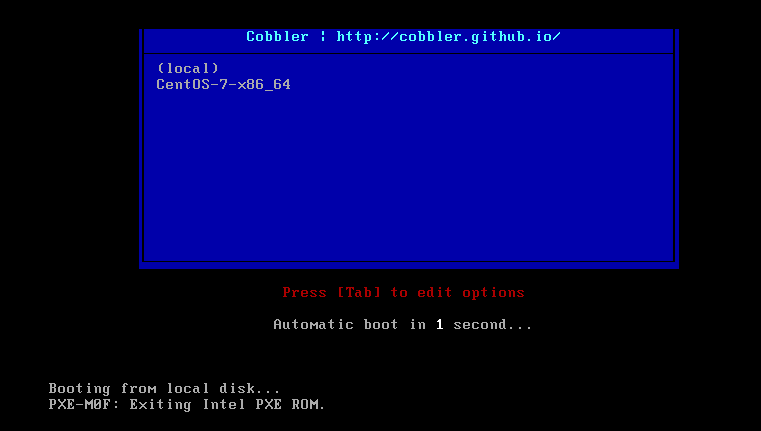 Cobbler | http://cobbler.github.io/
(local)
CentOS-7-x86_64
Press [Tab] to edit options
Automatic boot in 1 second...
Booting from local disk...
PXE-M0F: Exiting Intel PXE ROM.